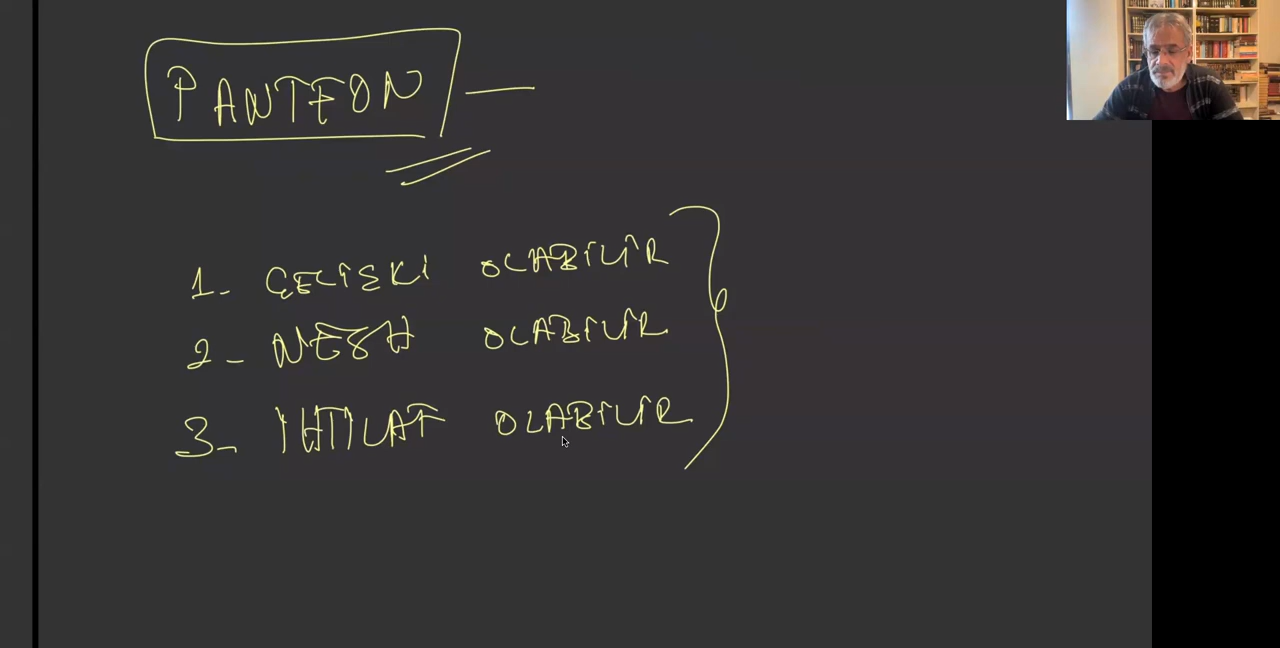 PANTEON —
1- ÇELİŞKİ OLABİLİR
2- NESH OLABİLİR
3- İHTİLAF OLABİLİR